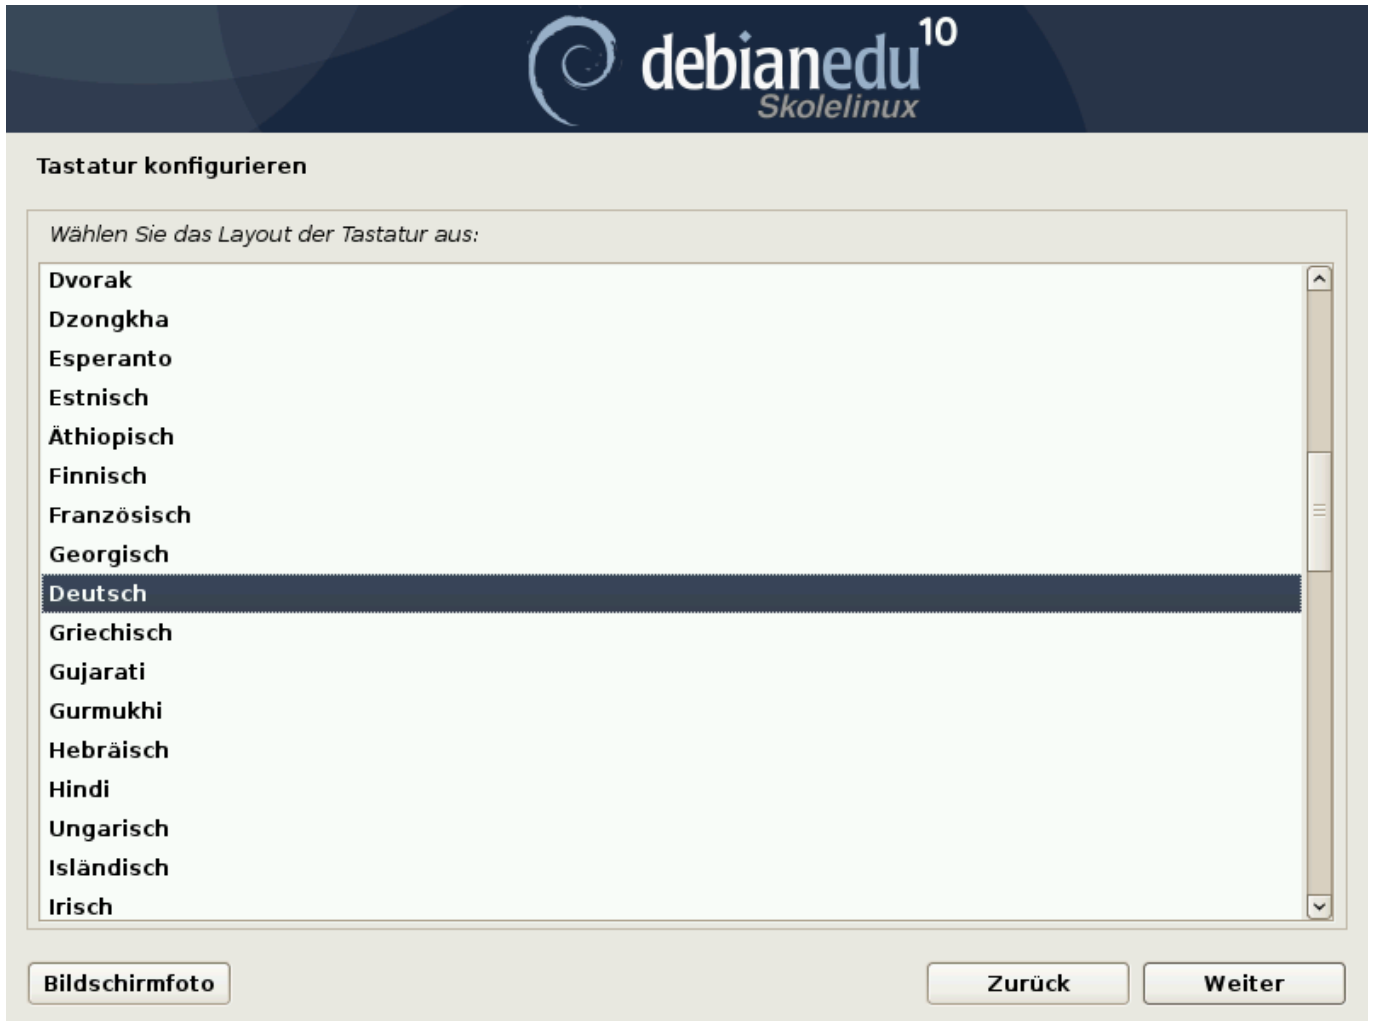 debianedu 10
Skolelinux
Tastatur konfigurieren
Wählen Sie das Layout der Tastatur aus:
Dvorak
Dzongkha
Esperanto
Estnisch
Äthiopisch
Finnisch
Französisch
Georgisch
Deutsch
Griechisch
Gujarati
Gurmukhi
Hebräisch
Hindi
Ungarisch
Isländisch
Irisch
Bildschirmfoto Zurück Weiter